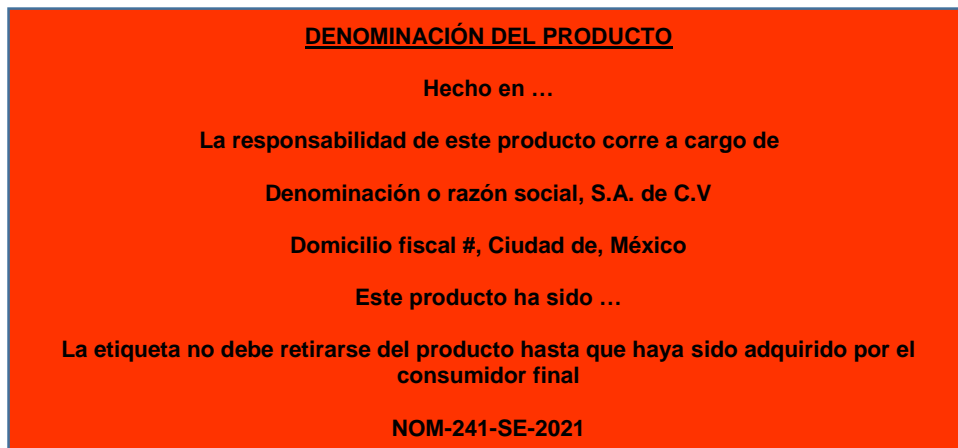 DENOMINACIÓN DEL PRODUCTO
Hecho en …
La responsabilidad de este producto corre a cargo de
Denominación o razón social, S.A. de C.V
Domicilio fiscal #, Ciudad de, México
Este producto ha sido …
La etiqueta no debe retirarse del producto hasta que haya sido adquirido por el
consumidor final
NOM-241-SE-2021